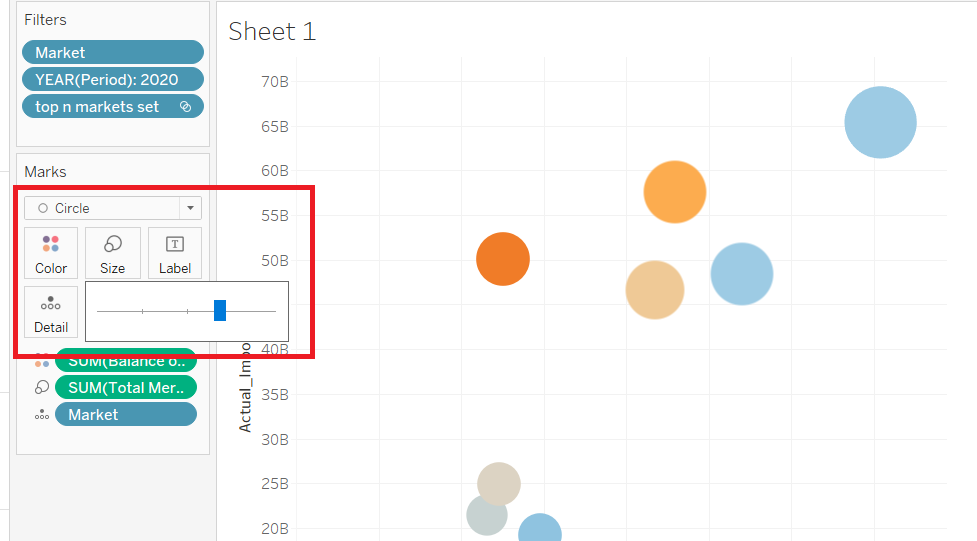 Filters
Market
YEAR(Period): 2020
top n markets set
Marks
Circle
Color
Size
T
Label
Detail
SUM(Balance o..
SUM(Total Mer..
Market
Sheet 1
70B
65B
60B
55B
50B
40B
35B
30B
25B
20B
Actual_Impo